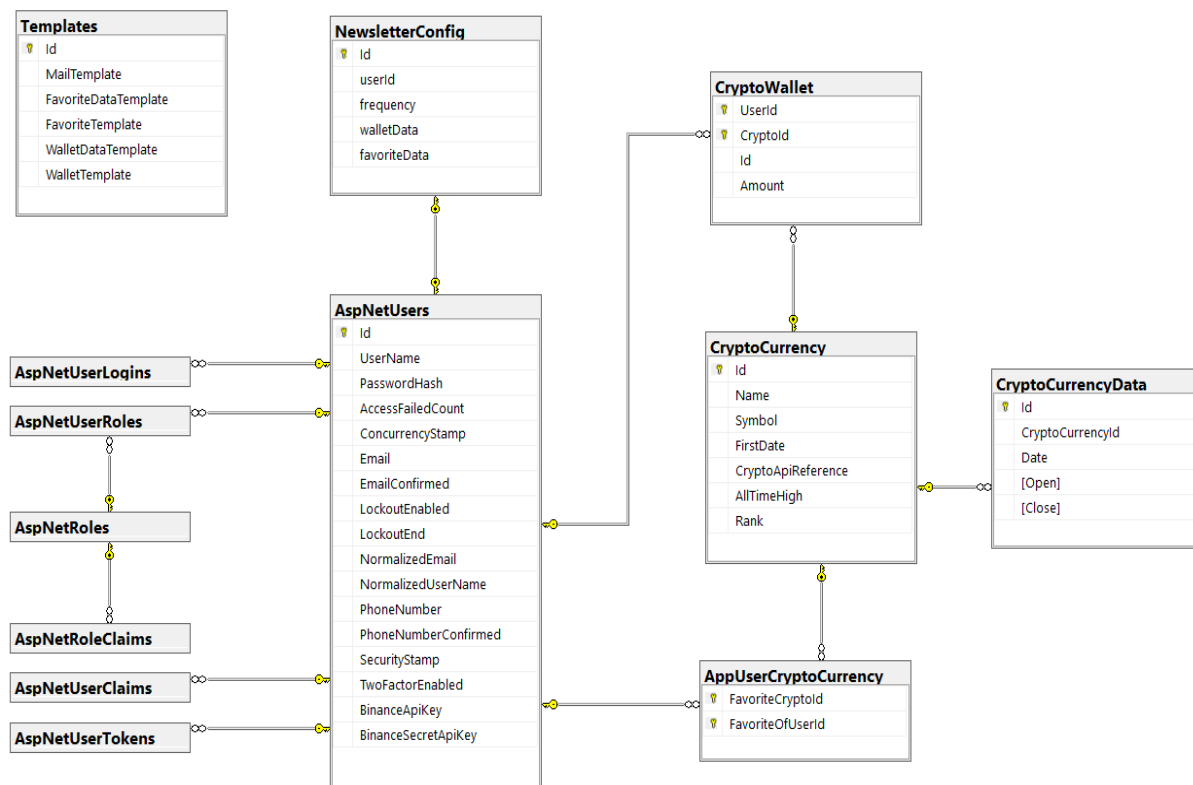 Templates
Id
MailTemplate
FavoriteDataTemplate
FavoriteTemplate
WalletDataTemplate
WalletTemplate
NewsletterConfig
Id
userId
frequency
walletData
favoriteData
CryptoWallet
UserId
CryptoId
Id
Amount
AspNetUsers
Id
UserName
PasswordHash
AccessFailedCount
ConcurrencyStamp
Email
EmailConfirmed
LockoutEnabled
LockoutEnd
NormalizedEmail
NormalizedUserName
PhoneNumber
PhoneNumberConfirmed
SecurityStamp
TwoFactorEnabled
BinanceApiKey
BinanceSecretApiKey
AspNetUserLogins
AspNetUserRoles
AspNetRoles
AspNetRoleClaims
AspNetUserClaims
AspNetUserTokens
CryptoCurrency
Id
Name
Symbol
FirstDate
CryptoApiReference
AllTimeHigh
Rank
CryptoCurrencyData
Id
CryptoCurrencyId
Date
[Open]
[Close]
AppUserCryptoCurrency
FavoriteCryptoId
FavoriteOfUserId